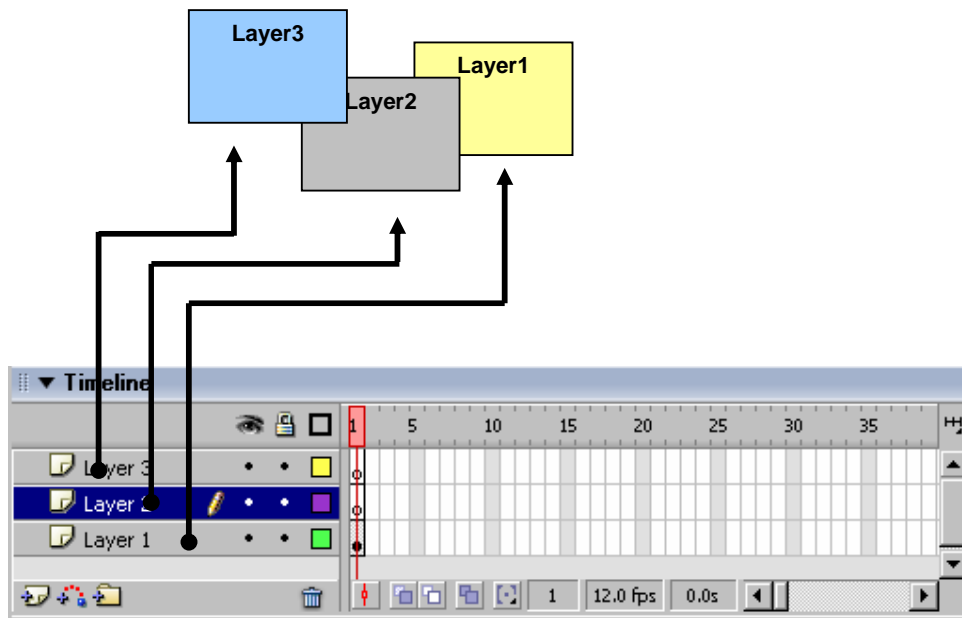 Layer3
Layer1
Layer2
Timeline
1 5 10 15 20 25 30 35
Layer 3
Layer 2
Layer 1
1 12.0 fps 0.0s